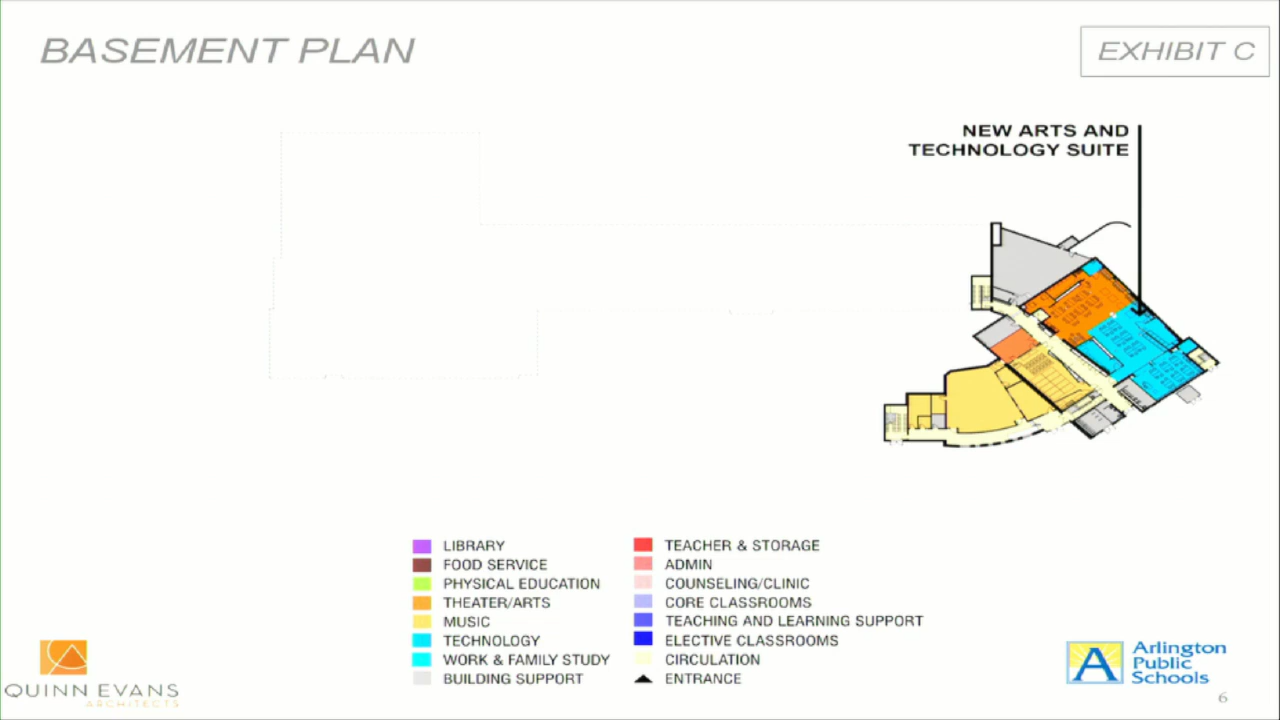 BASEMENT PLAN
EXHIBIT C
NEW ARTS AND
TECHNOLOGY SUITE
LIBRARY
FOOD SERVICE
PHYSICAL EDUCATION
THEATER/ARTS
MUSIC
TECHNOLOGY
WORK & FAMILY STUDY
BUILDING SUPPORT
TEACHER & STORAGE
ADMIN
COUNSELING/CLINIC
CORE CLASSROOMS
TEACHING AND LEARNING SUPPORT
ELECTIVE CLASSROOMS
CIRCULATION
ENTRANCE
QUINN EVANS
ARCHITECTS
A
Arlington
Public
Schools
6